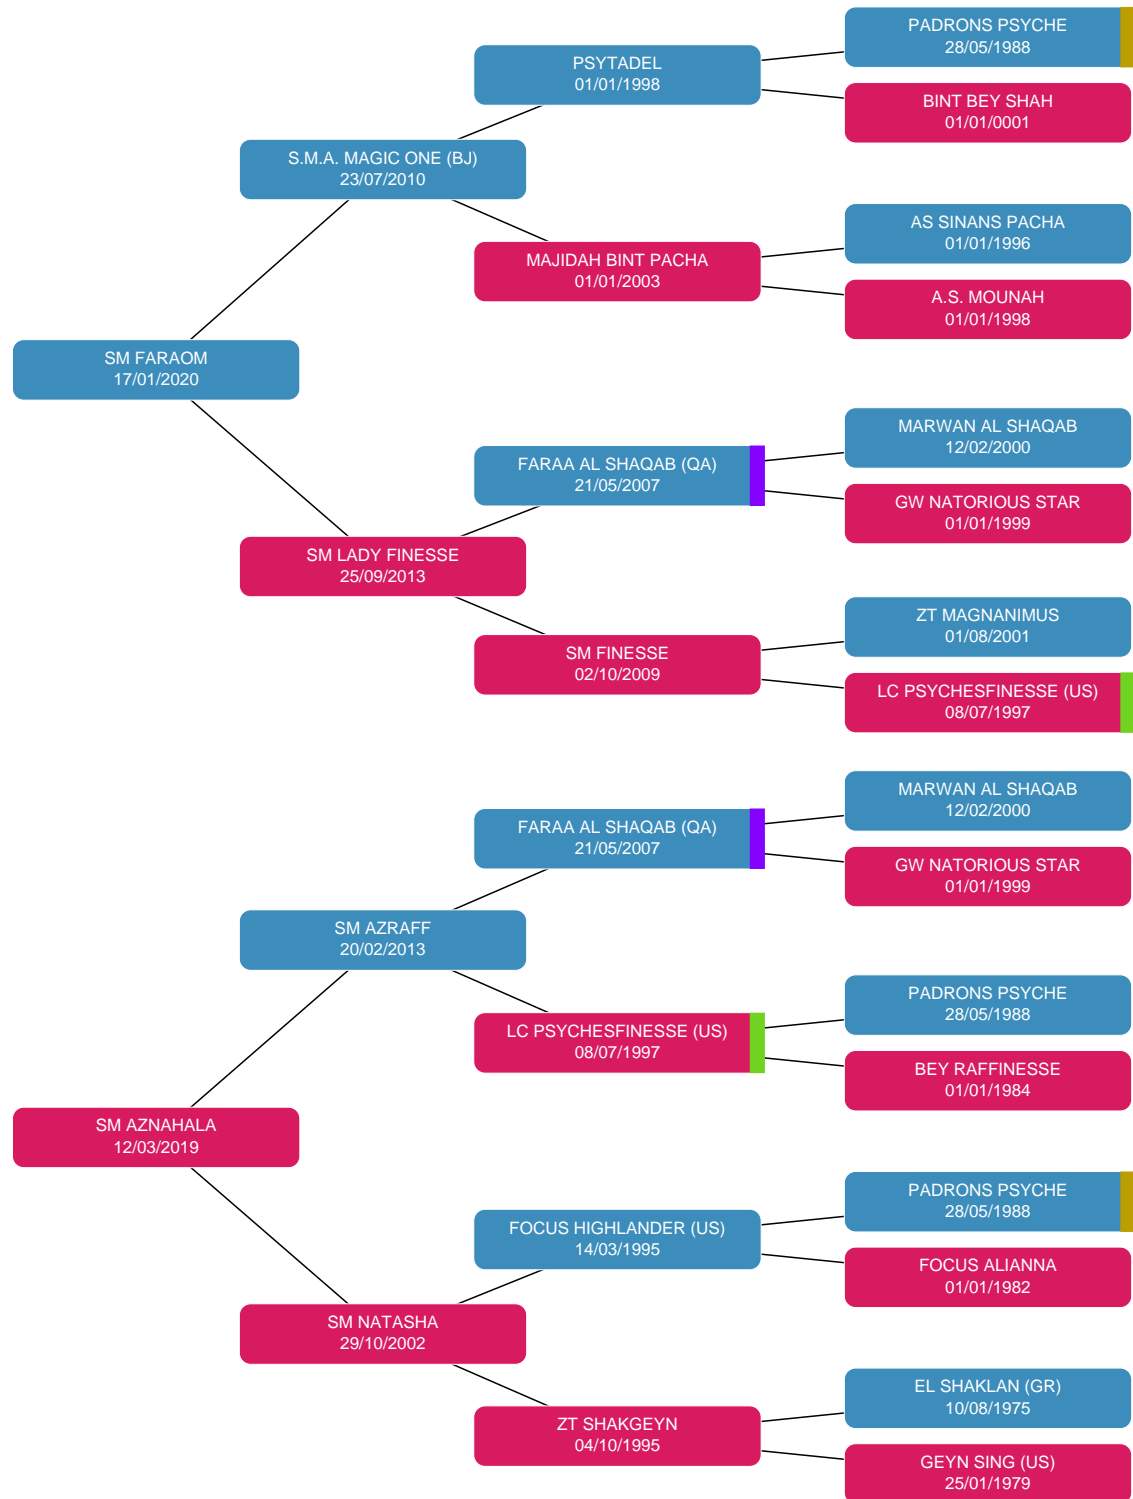 PADRONS PSYCHE
28/05/1988
PSYTADEL
01/01/1998
BINT BEY SHAH
01/01/0001
S.M.A. MAGIC ONE (BJ)
23/07/2010
AS SINANS PACHA
01/01/1996
MAJIDAH BINT PACHA
01/01/2003
A.S. MOUNAH
01/01/1998
SM FARAOM
17/01/2020
MARWAN AL SHAQAB
12/02/2000
FARAA AL SHAQAB (QA)
21/05/2007
GW NATORIOUS STAR
01/01/1999
SM LADY FINESSE
25/09/2013
ZT MAGNANIMUS
01/08/2001
SM FINESSE
02/10/2009
LC PSYCHESFINESSE (US)
08/07/1997
MARWAN AL SHAQAB
12/02/2000
FARAA AL SHAQAB (QA)
21/05/2007
GW NATORIOUS STAR
01/01/1999
SM AZRAFF
20/02/2013
PADRONS PSYCHE
28/05/1988
LC PSYCHESFINESSE (US)
08/07/1997
BEY RAFFINESSE
01/01/1984
SM AZNAHALA
12/03/2019
PADRONS PSYCHE
28/05/1988
FOCUS HIGHLANDER (US)
14/03/1995
FOCUS ALIANNA
01/01/1982
SM NATASHA
29/10/2002
EL SHAKLAN (GR)
10/08/1975
ZT SHAKGEYN
04/10/1995
GEYN SING (US)
25/01/1979